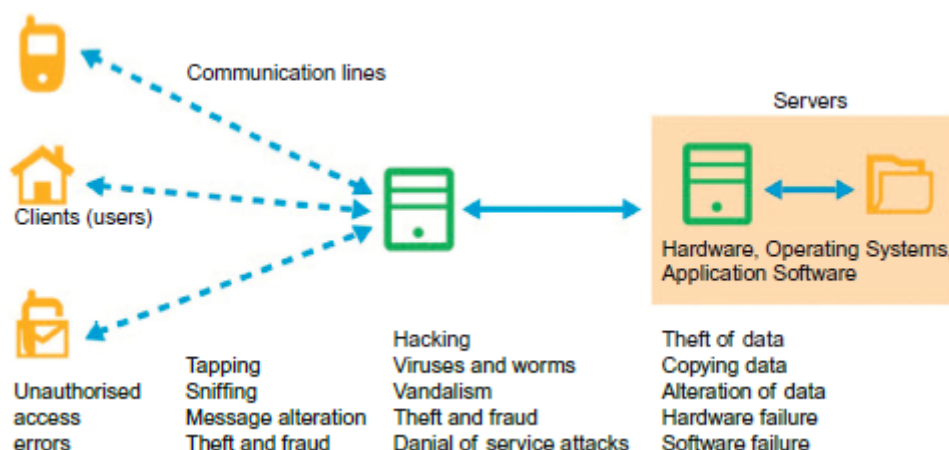 Communication lines
Servers
Clients (users)
Hardware, Operating Systems,
Application Software
Unauthorised
access
errors
Tapping
Sniffing
Message alteration
Theft and fraud
Hacking
Viruses and worms
Vandalism
Theft and fraud
Danial of service attacks
Theft of data
Copying data
Alteration of data
Hardware failure
Software failure